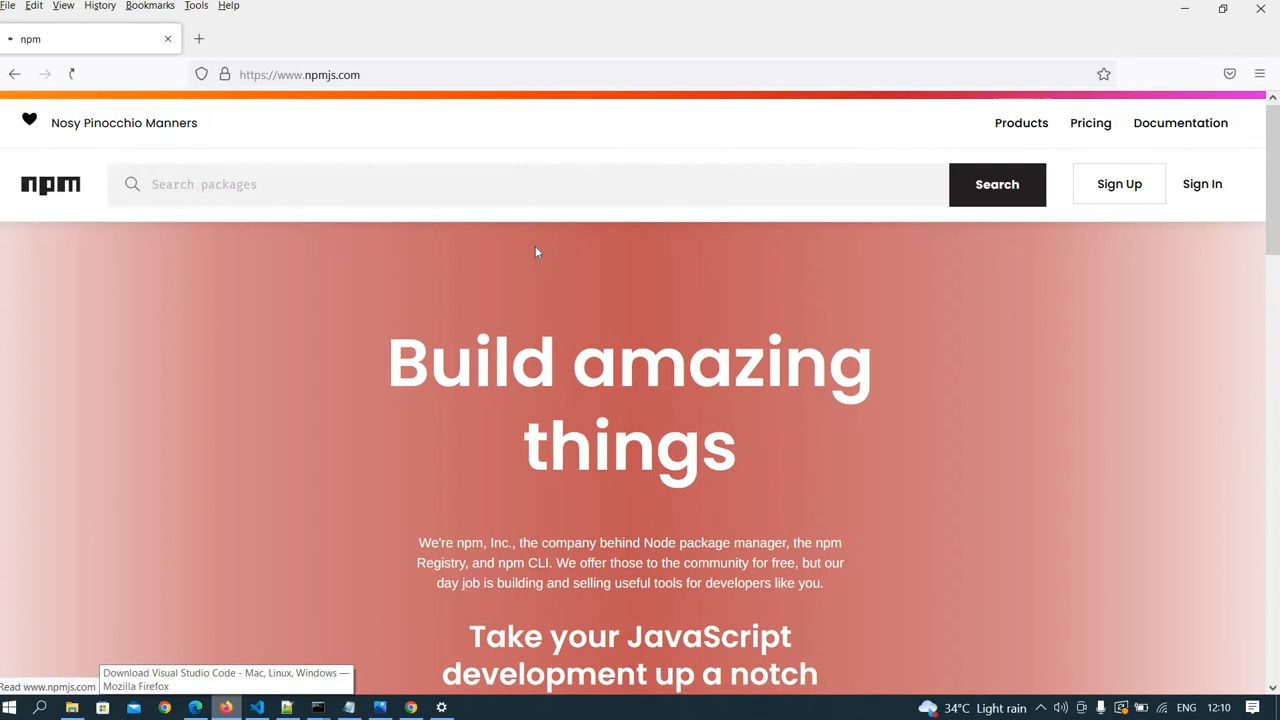 File Edit View History Bookmarks Tools Help
npm
https://www.npmjs.com
Nosy Pinocchio Manners
Products Pricing Documentation
npm
Search packages
Search
Sign Up
Sign In
Build amazing
things
We're npm, Inc., the company behind Node package manager, the npm
Registry, and npm CLI. We offer those to the community for free, but our
day job is building and selling useful tools for developers like you.
Take your JavaScript
development up a notch
Download Visual Studio Code - Mac, Linux, Windows —
Mozilla Firefox
Read www.npmjs.com
34°C Light rain
ENG
12:10